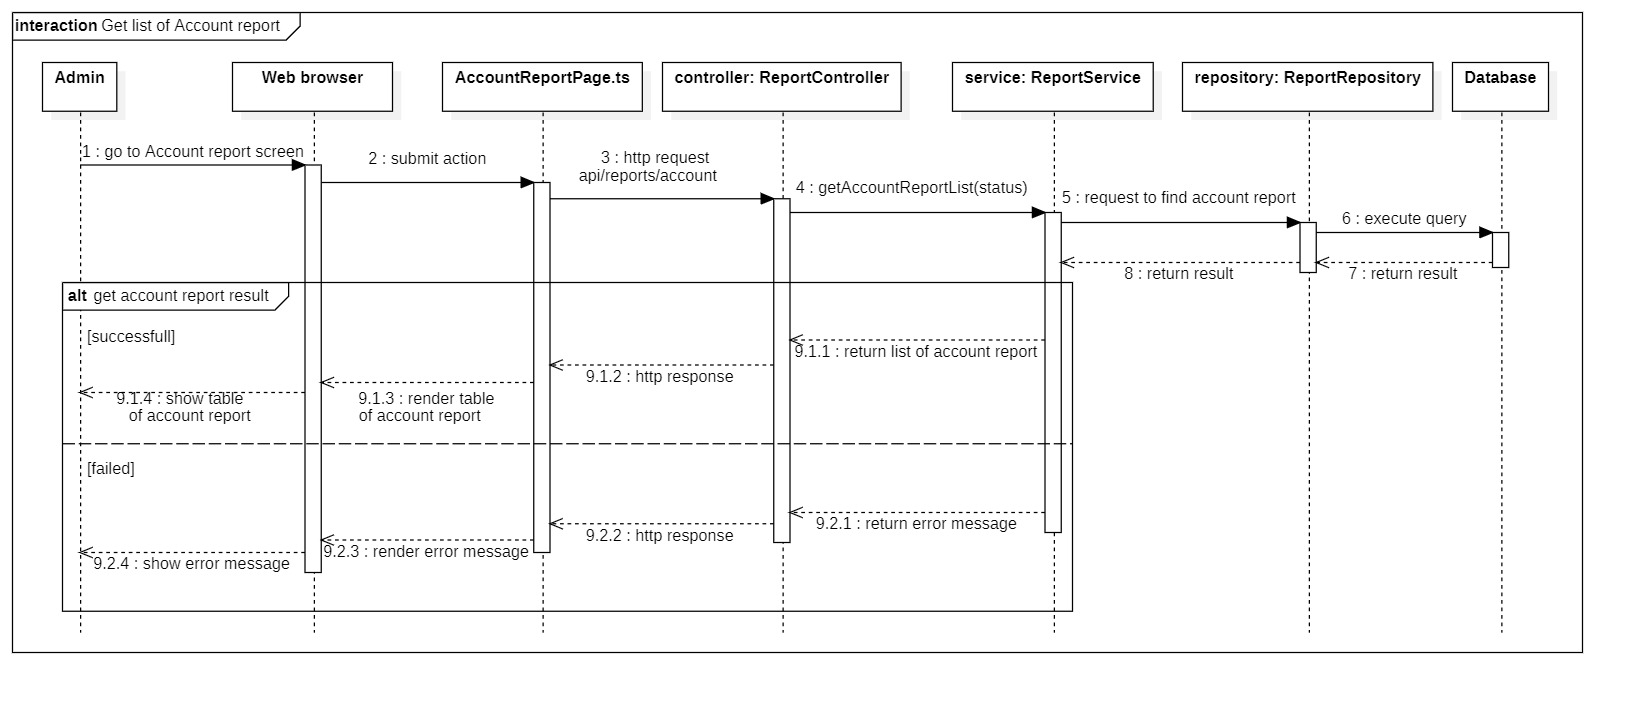 interaction Get list of Account report
Admin
Web browser
AccountReportPage.ts
controller: ReportController
service: ReportService
repository: ReportRepository
Database
1 : go to Account report screen
2 : submit action
3 : http request
api/reports/account
4 : getAccountReportList(status)
5 : request to find account report
6 : execute query
8 : return result
7 : return result
alt get account report result
[successfull]
9.1.1 : return list of account report
9.1.2 : http response
9.1.3 : render table
of account report
9.1.4 : show table
of account report
[failed]
9.2.1 : return error message
9.2.2 : http response
9.2.3 : render error message
9.2.4 : show error message